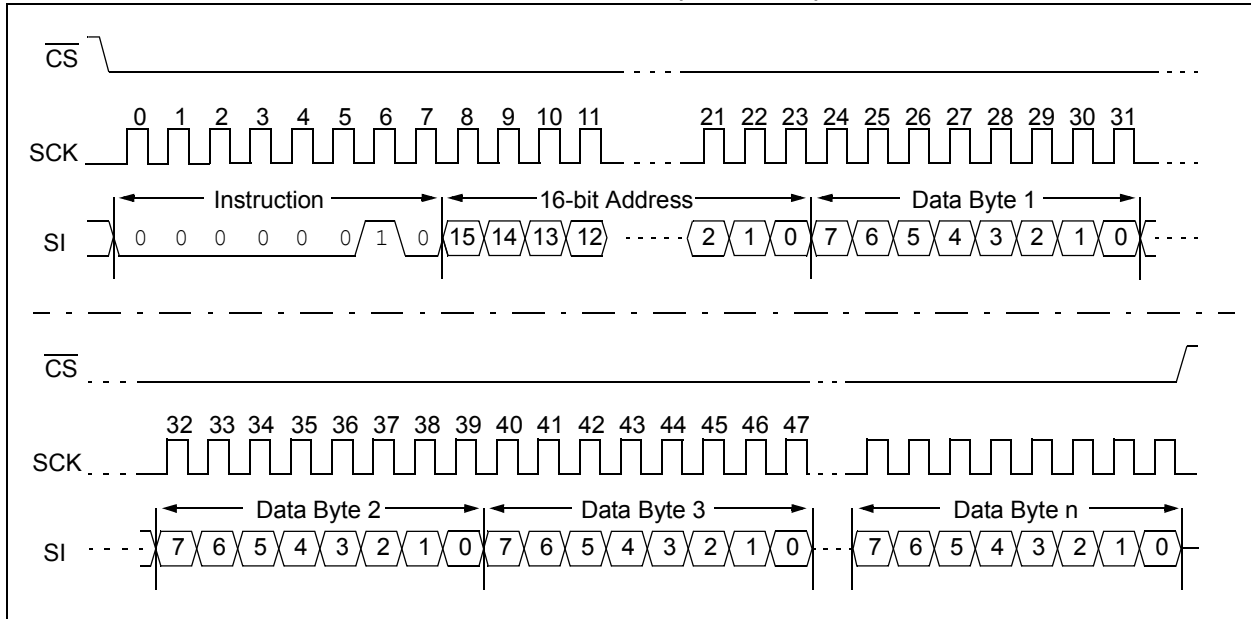 CS
0 1 2 3 4 5 6 7 8 9 10 11 21 22 23 24 25 26 27 28 29 30 31
SCK
Instruction 16-bit Address Data Byte 1
SI 0 0 0 0 0 0 1 0 15 14 13 12 2 1 0 7 6 5 4 3 2 1 0
CS
32 33 34 35 36 37 38 39 40 41 42 43 44 45 46 47
SCK
Data Byte 2 Data Byte 3 Data Byte n
SI 7 6 5 4 3 2 1 0 7 6 5 4 3 2 1 0 7 6 5 4 3 2 1 0